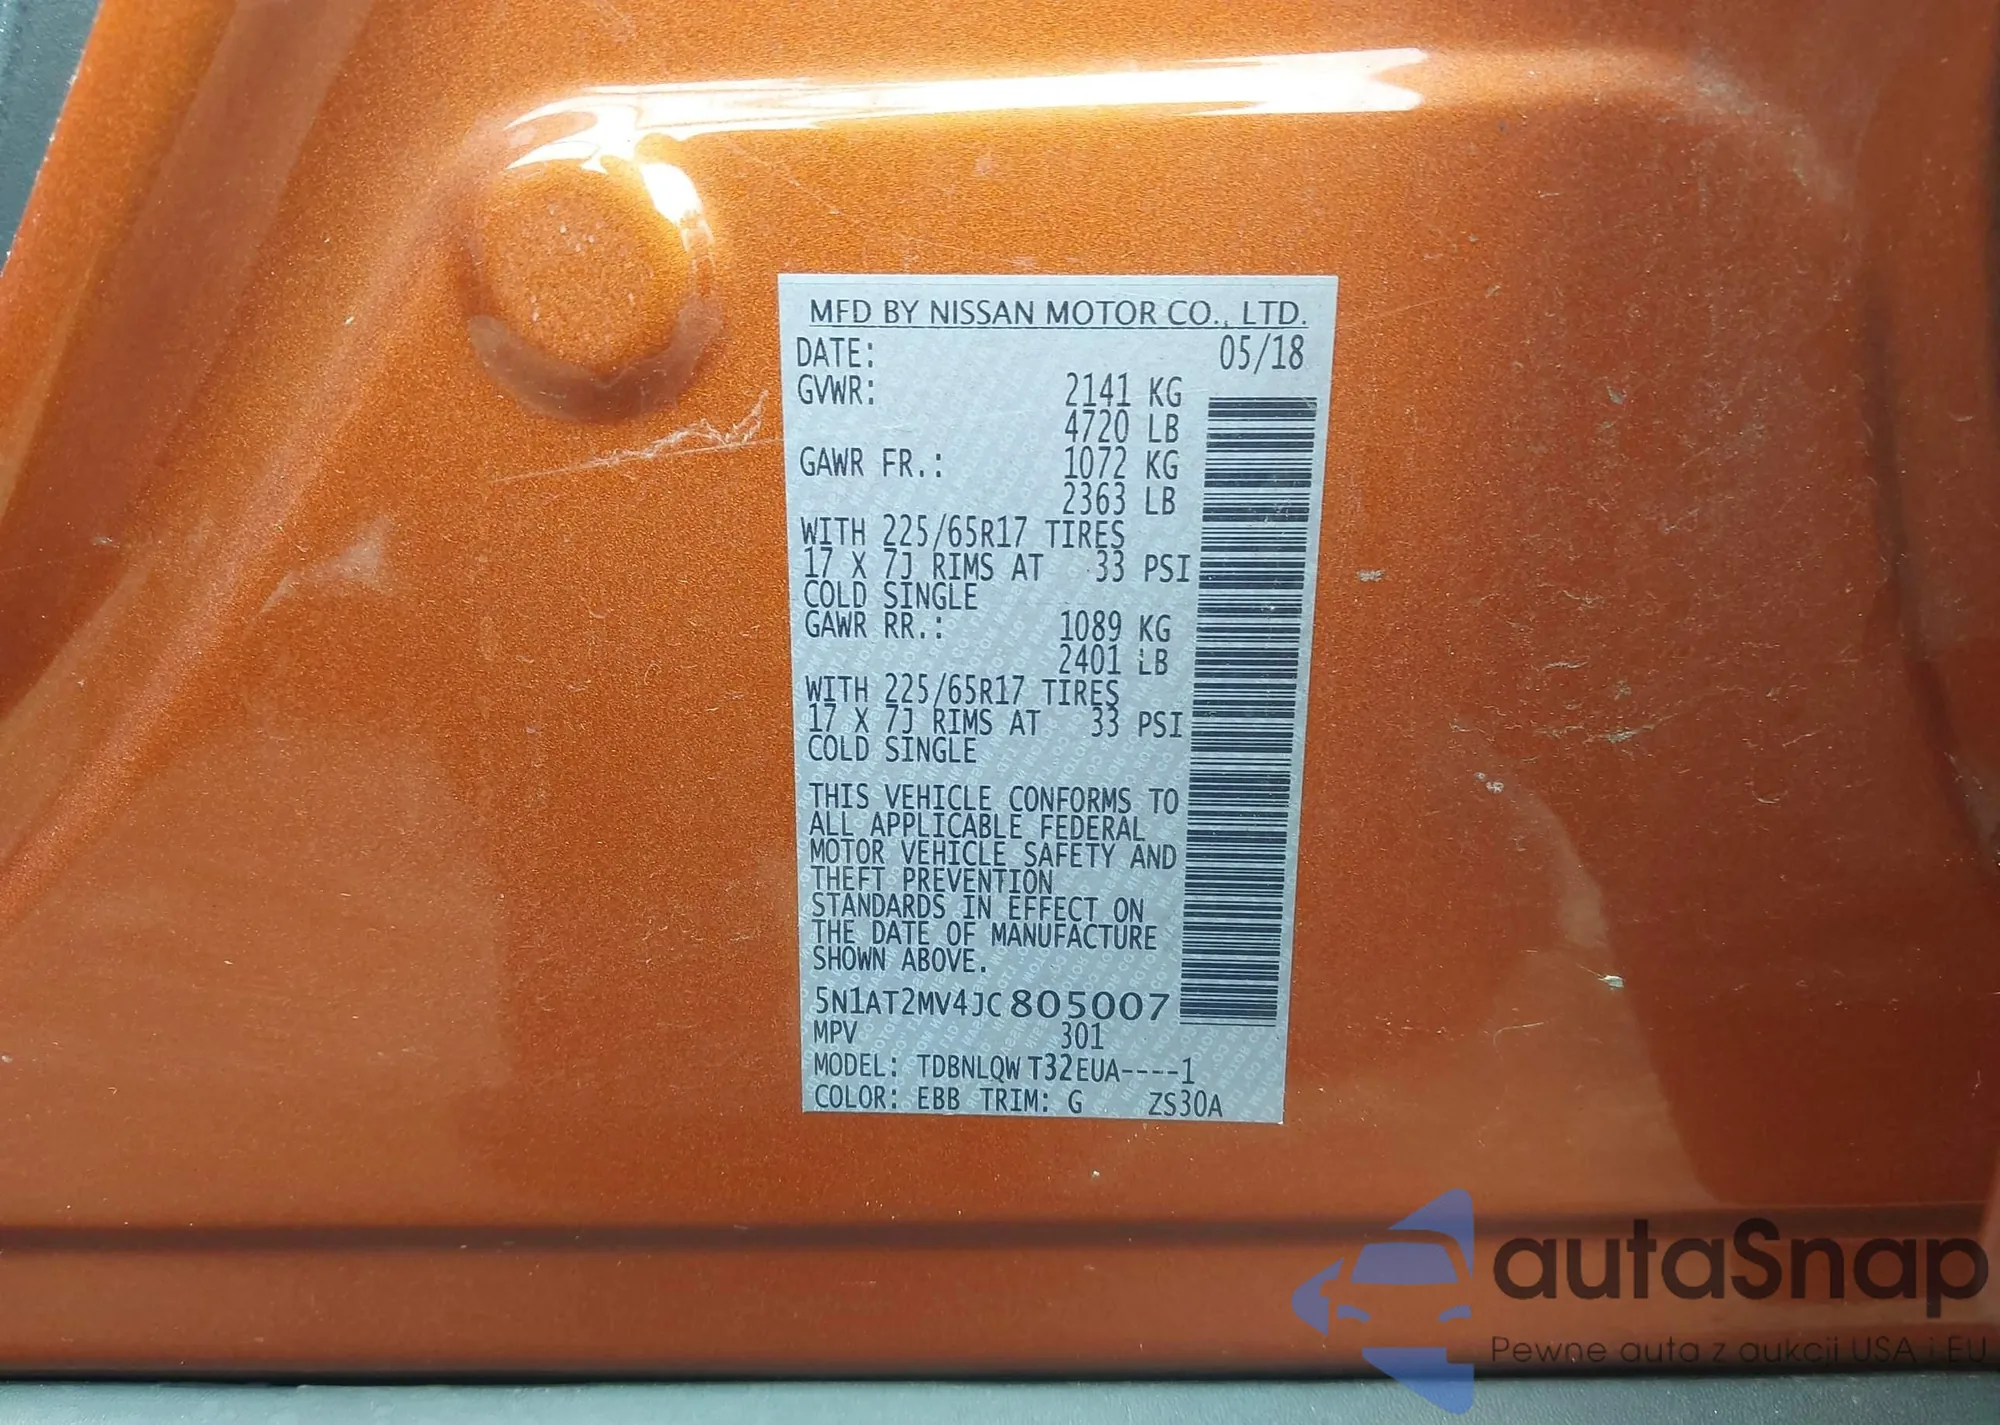 MFD BY NISSAN MOTOR CO., LTD.
DATE: 05/18
GVWR: 2141 KG
4720 LB
GAWR FR.: 1072 KG
2363 LB
WITH 225/65R17 TIRES
17 X 7J RIMS AT 33 PSI
COLD SINGLE
GAWR RR.: 1089 KG
2401 LB
WITH 225/65R17 TIRES
17 X 7J RIMS AT 33 PSI
COLD SINGLE
THIS VEHICLE CONFORMS TO
ALL APPLICABLE FEDERAL
MOTOR VEHICLE SAFETY AND
THEFT PREVENTION
STANDARDS IN EFFECT ON
THE DATE OF MANUFACTURE
SHOWN ABOVE.
5N1AT2MV4JC805007
MPV 301
MODEL: TDBNLQW T32EUA----1
COLOR: EBB TRIM: G ZS30A
autaSnap
Pewne auta z aukcji USA i EU